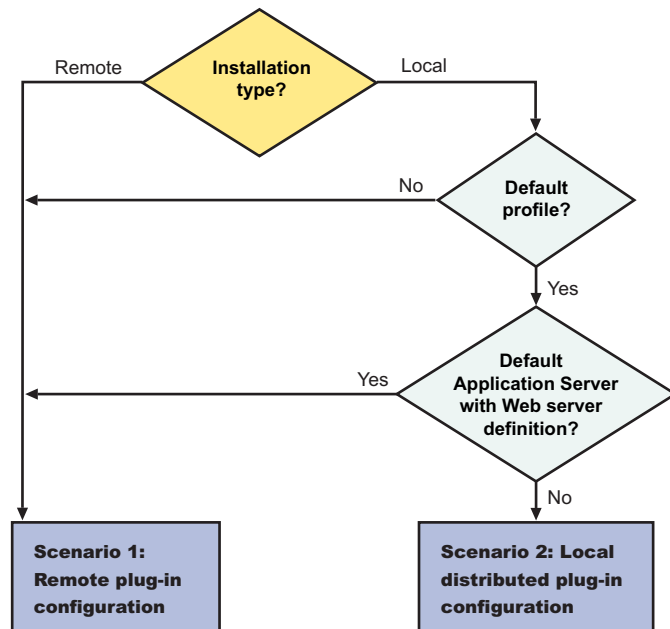 Remote
Installation
type?
Local
No
Default
profile?
Yes
Yes
Default
Application Server
with Web server
definition?
No
Scenario 1:
Remote plug-in
configuration
Scenario 2: Local
distributed plug-in
configuration